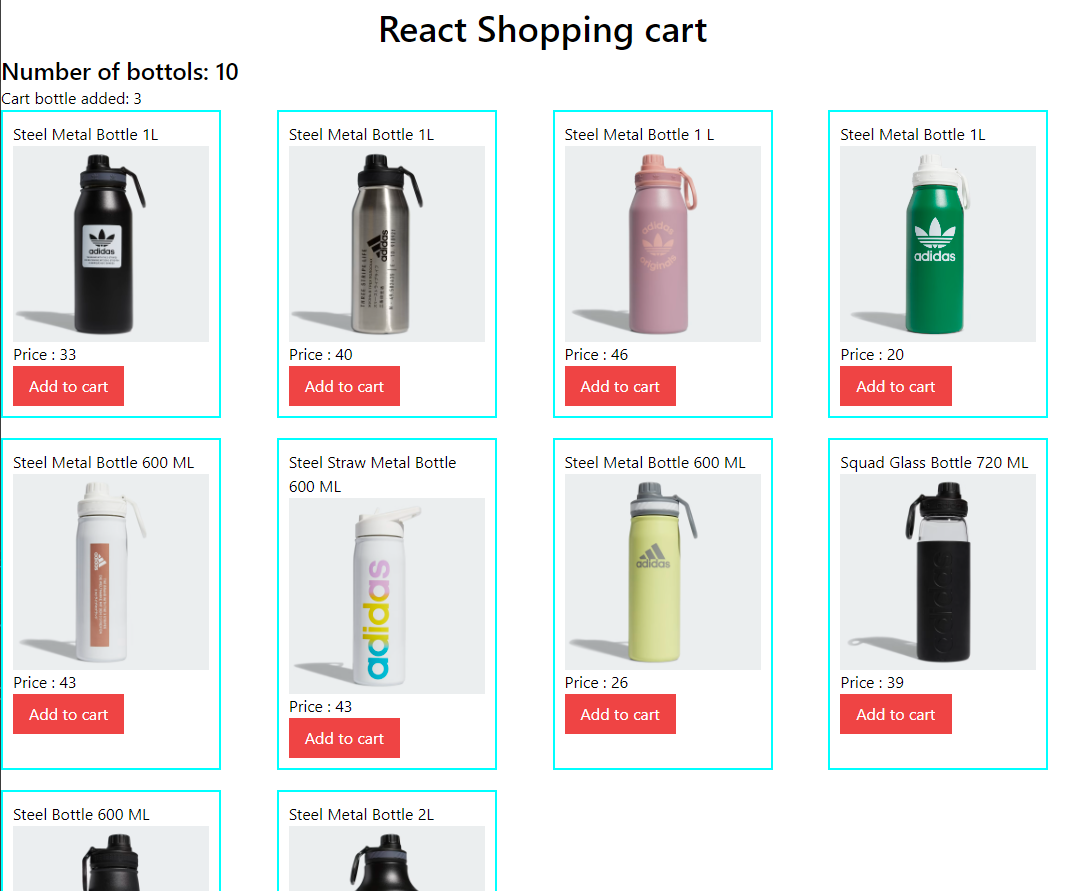 React Shopping cart
Number of bottols: 10
Cart bottle added: 3
Steel Metal Bottle 1L
adidas
Price : 33
Add to cart
Steel Metal Bottle 1L
adidas
THREE STRIPE LIFE
Price : 40
Add to cart
Steel Metal Bottle 1 L
adidas
originals
Price : 46
Add to cart
Steel Metal Bottle 1L
adidas
Price : 20
Add to cart
Steel Metal Bottle 600 ML
Price : 43
Add to cart
Steel Straw Metal Bottle
600 ML
adidas
Price : 43
Add to cart
Steel Metal Bottle 600 ML
adidas
Price : 26
Add to cart
Squad Glass Bottle 720 ML
adidas
Price : 39
Add to cart
Steel Bottle 600 ML
Steel Metal Bottle 2L